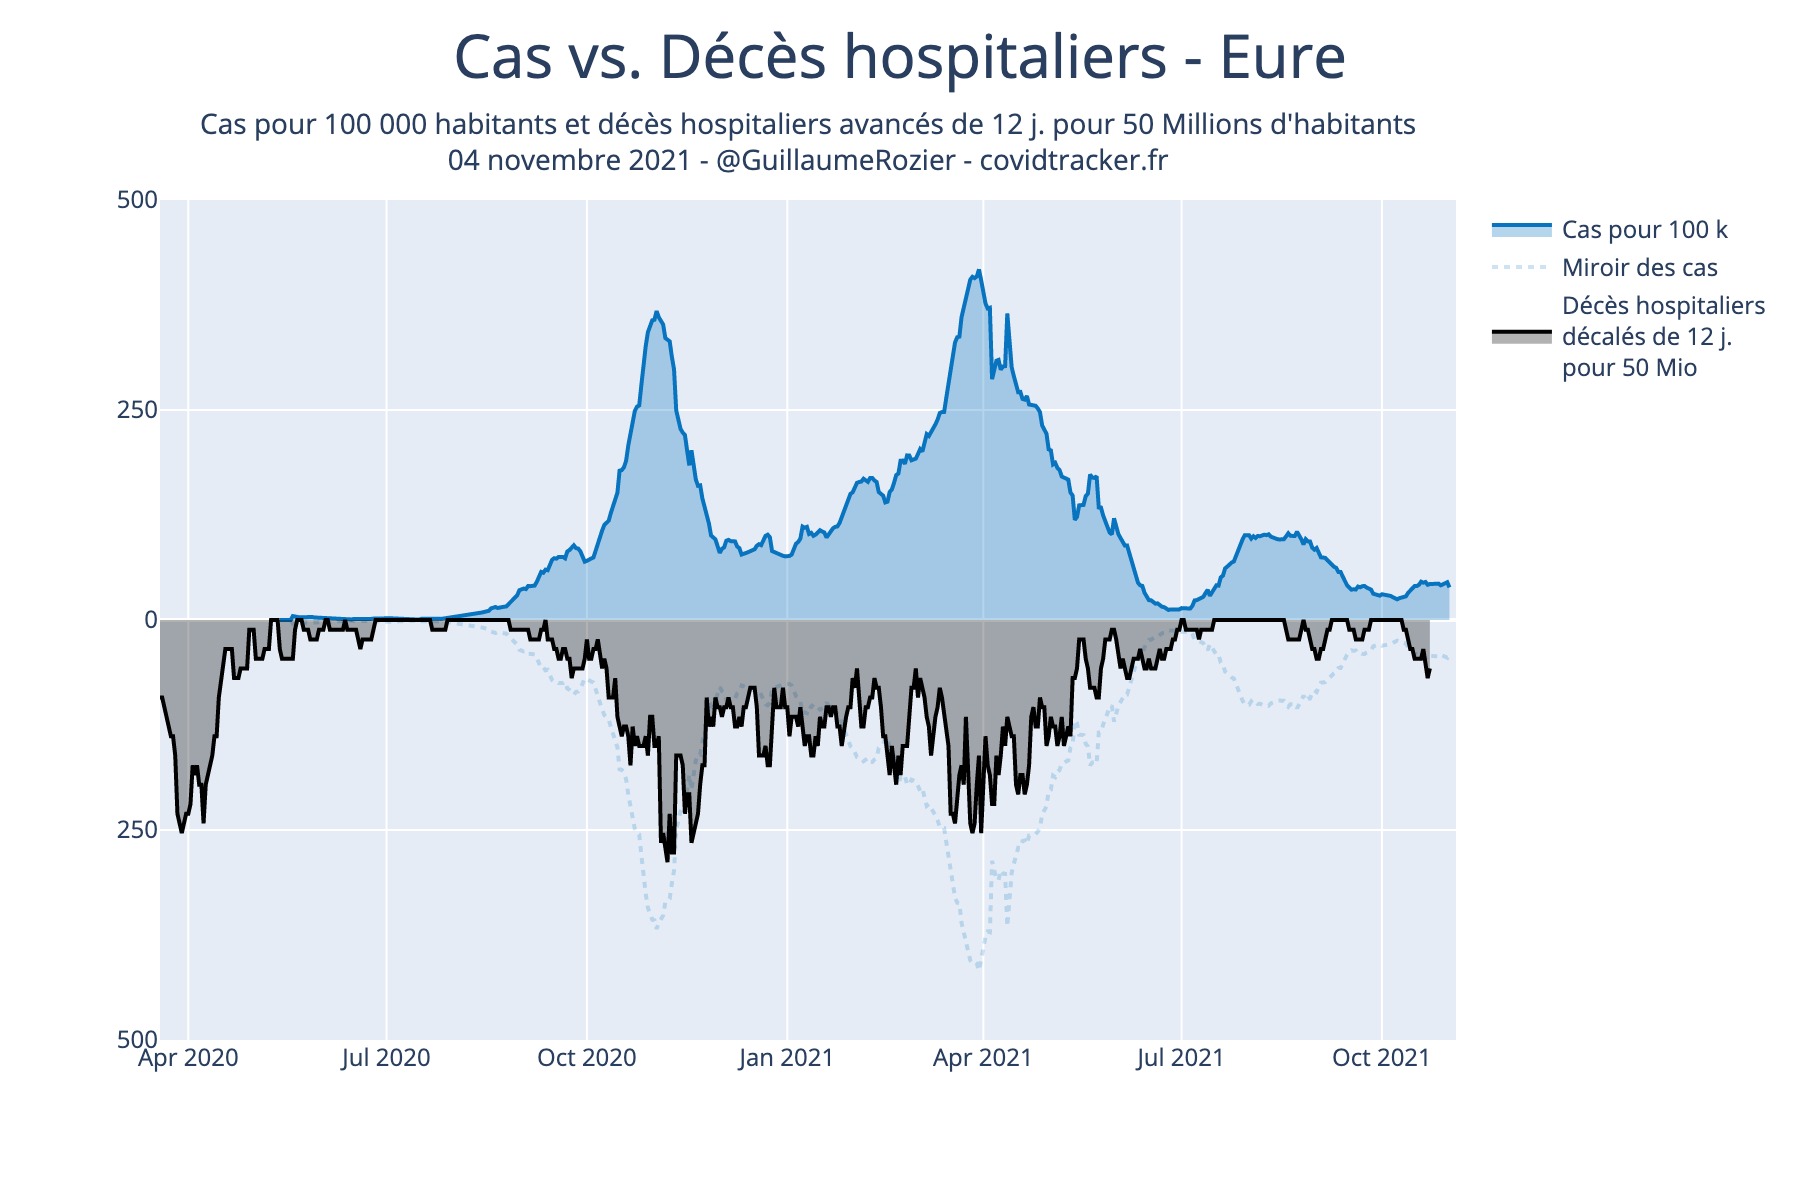 Cas vs. Décès hospitaliers - Eure
Cas pour 100 000 habitants et décès hospitaliers avancés de 12 j. pour 50 Millions d'habitants
04 novembre 2021 - @GuillaumeRozier - covidtracker.fr
500
250
0
250
500
Apr 2020
Jul 2020
Oct 2020
Jan 2021
Apr 2021
Jul 2021
Oct 2021
Cas pour 100 k
Miroir des cas
Décès hospitaliers
décalés de 12 j.
pour 50 Mio